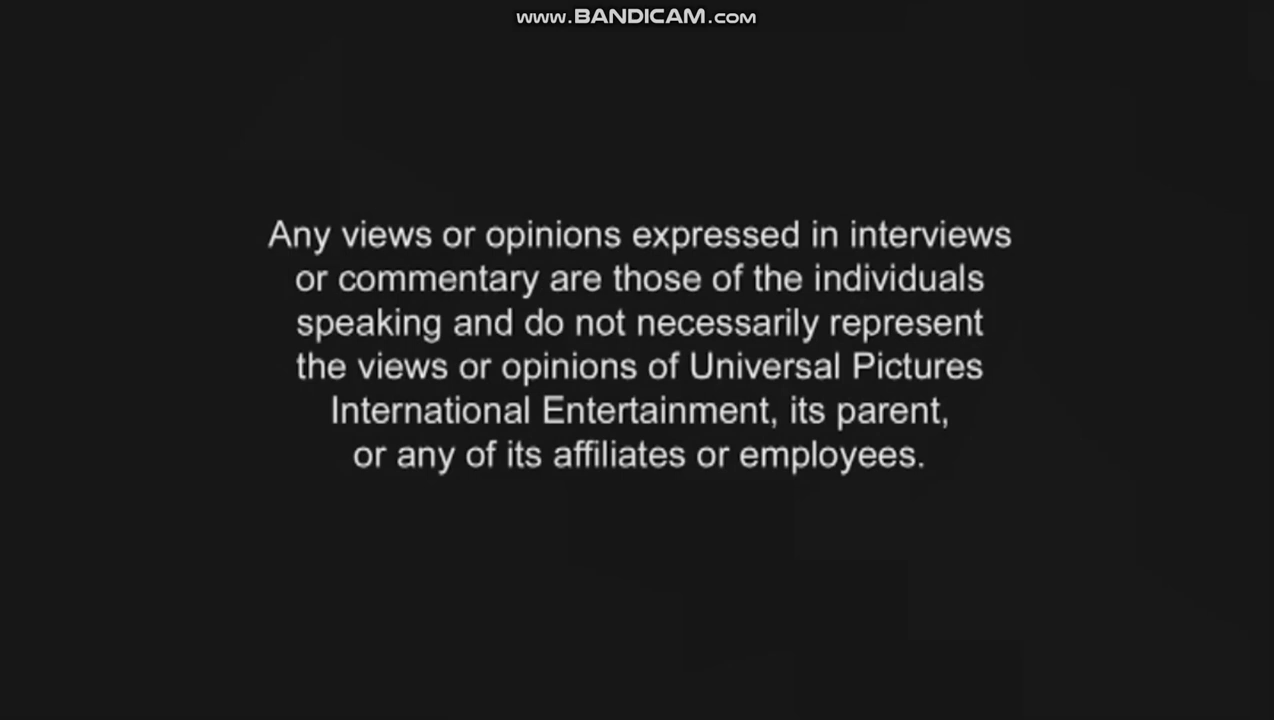 www.BANDICAM.com
Any views or opinions expressed in interviews
or commentary are those of the individuals
speaking and do not necessarily represent
the views or opinions of Universal Pictures
International Entertainment, its parent,
or any of its affiliates or employees.